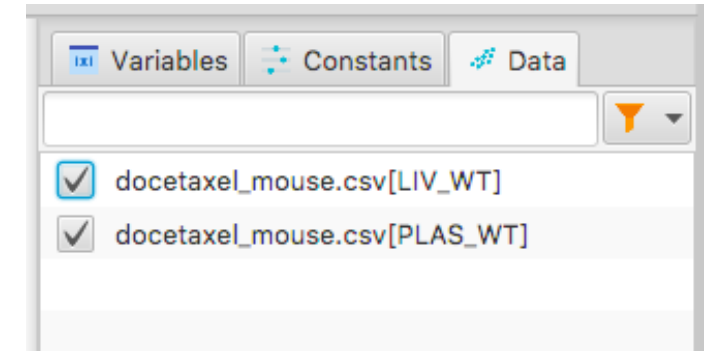 Variables Constants Data
docetaxel_mouse.csv[LIV_WT]
docetaxel_mouse.csv[PLAS_WT]